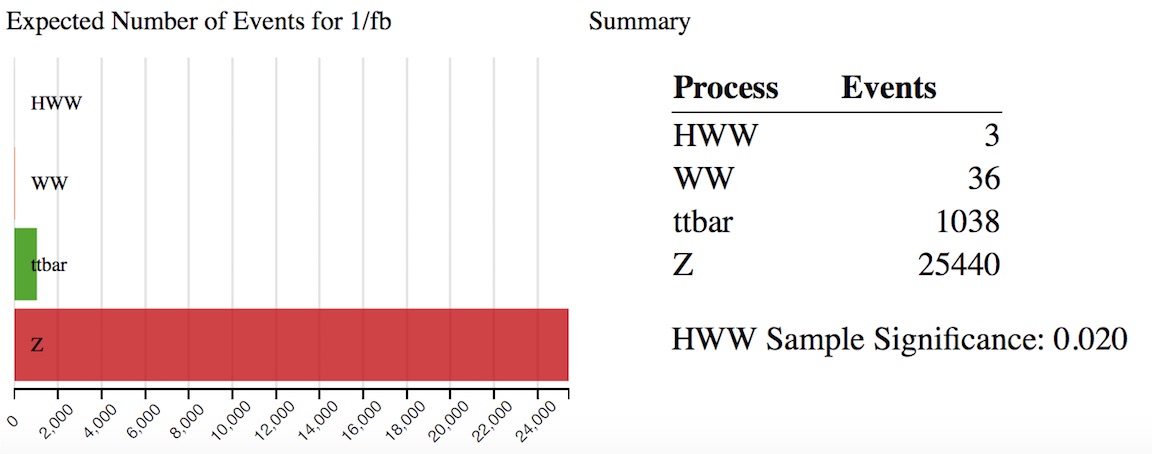 Expected Number of Events for 1/fb
HWW
WW
ttbar
Z
0 2,000 4,000 6,000 8,000 10,000 12,000 14,000 16,000 18,000 20,000 22,000 24,000
Summary
Process Events
HWW 3
WW 36
ttbar 1038
Z 25440
HWW Sample Significance: 0.020